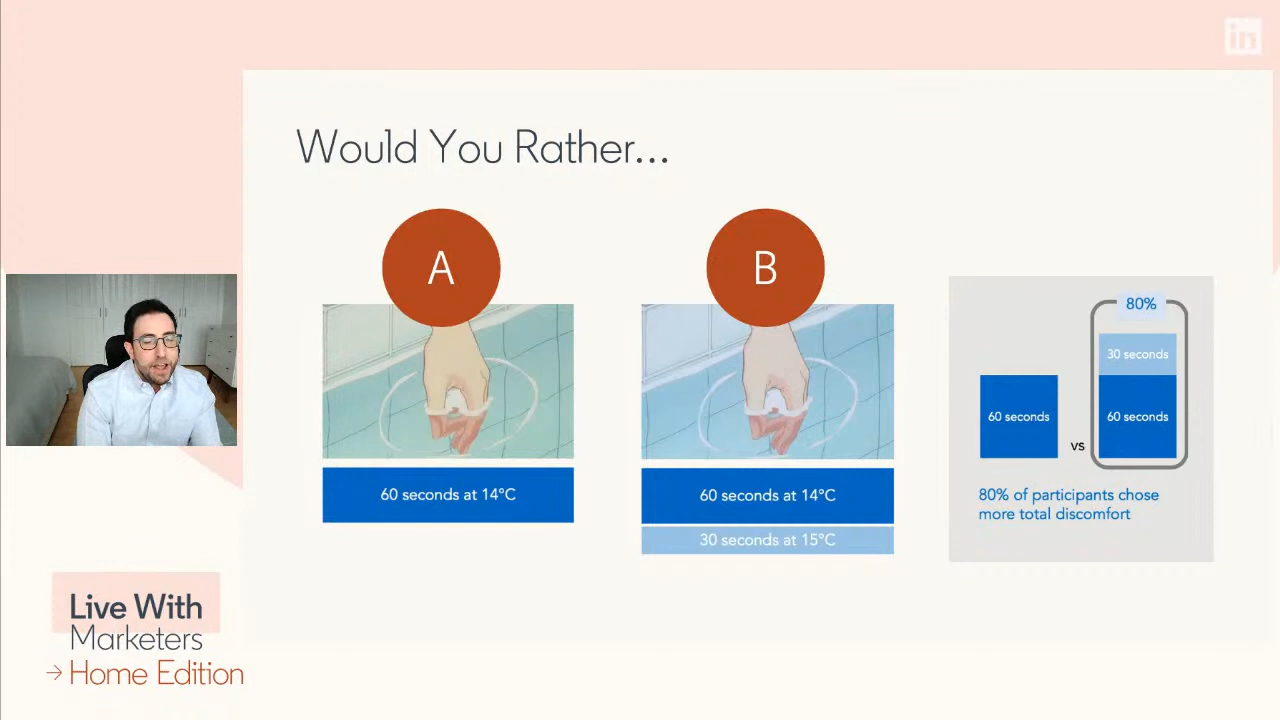 in
Would You Rather...
A
B
60 seconds at 14°C
60 seconds at 14°C
30 seconds at 15°C
80%
30 seconds
60 seconds
vs
60 seconds
80% of participants chose
more total discomfort
Live With
Marketers
→ Home Edition